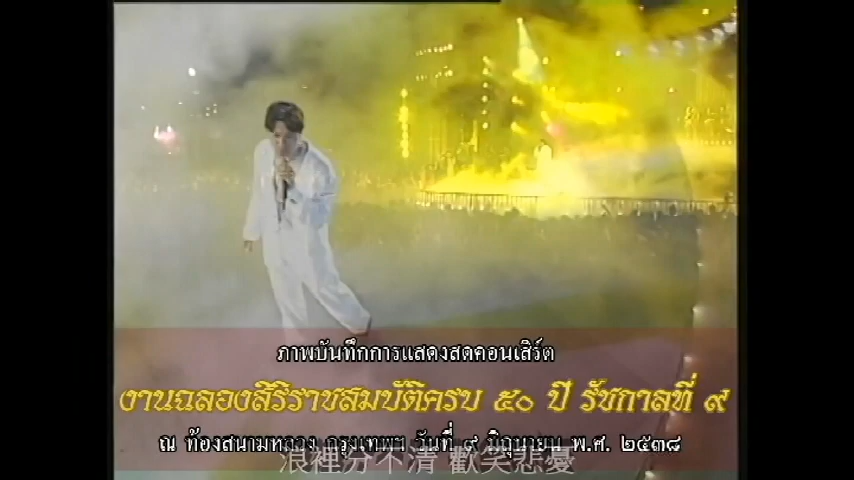 ภาพบันทึกการแสดงสดคอนเสิร์ต
งานฉลองสิริราชสมบัติครบ ๕๐ ปี รัชกาลที่ ๙
ณ ท้องสนามหลวง กรุงเทพฯ วันที่ ๙ มิถุนายน พ.ศ. ๒๕๓๘
浪裡分不清 歡笑悲憂